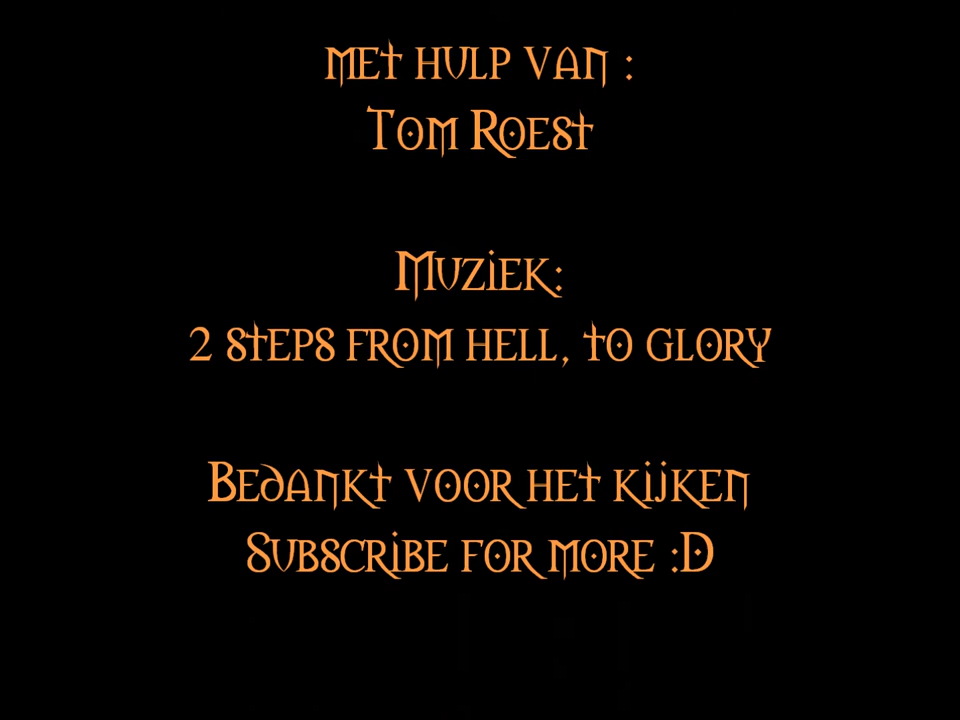 met hulp van :
Tom Roest
Muziek:
2 steps from hell, to glory
Bedankt voor het kijken
Subscribe for more :D